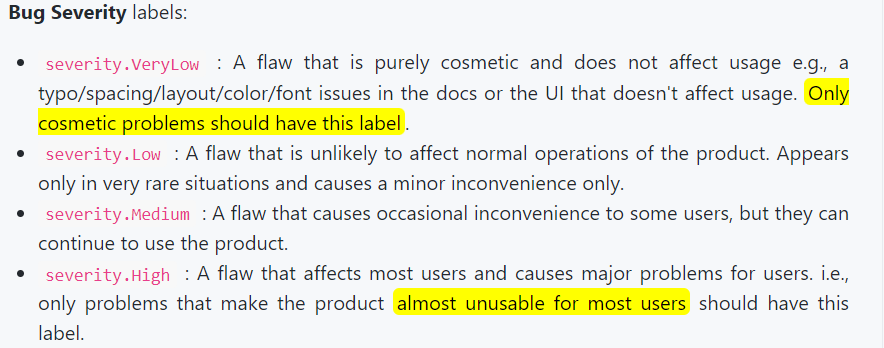 Bug Severity labels:
severity.VeryLow : A flaw that is purely cosmetic and does not affect usage e.g., a
typo/spacing/layout/color/font issues in the docs or the UI that doesn't affect usage. Only
cosmetic problems should have this label.
severity.Low : A flaw that is unlikely to affect normal operations of the product. Appears
only in very rare situations and causes a minor inconvenience only.
severity.Medium : A flaw that causes occasional inconvenience to some users, but they can
continue to use the product.
severity.High : A flaw that affects most users and causes major problems for users. i.e.,
only problems that make the product almost unusable for most users should have this
label.